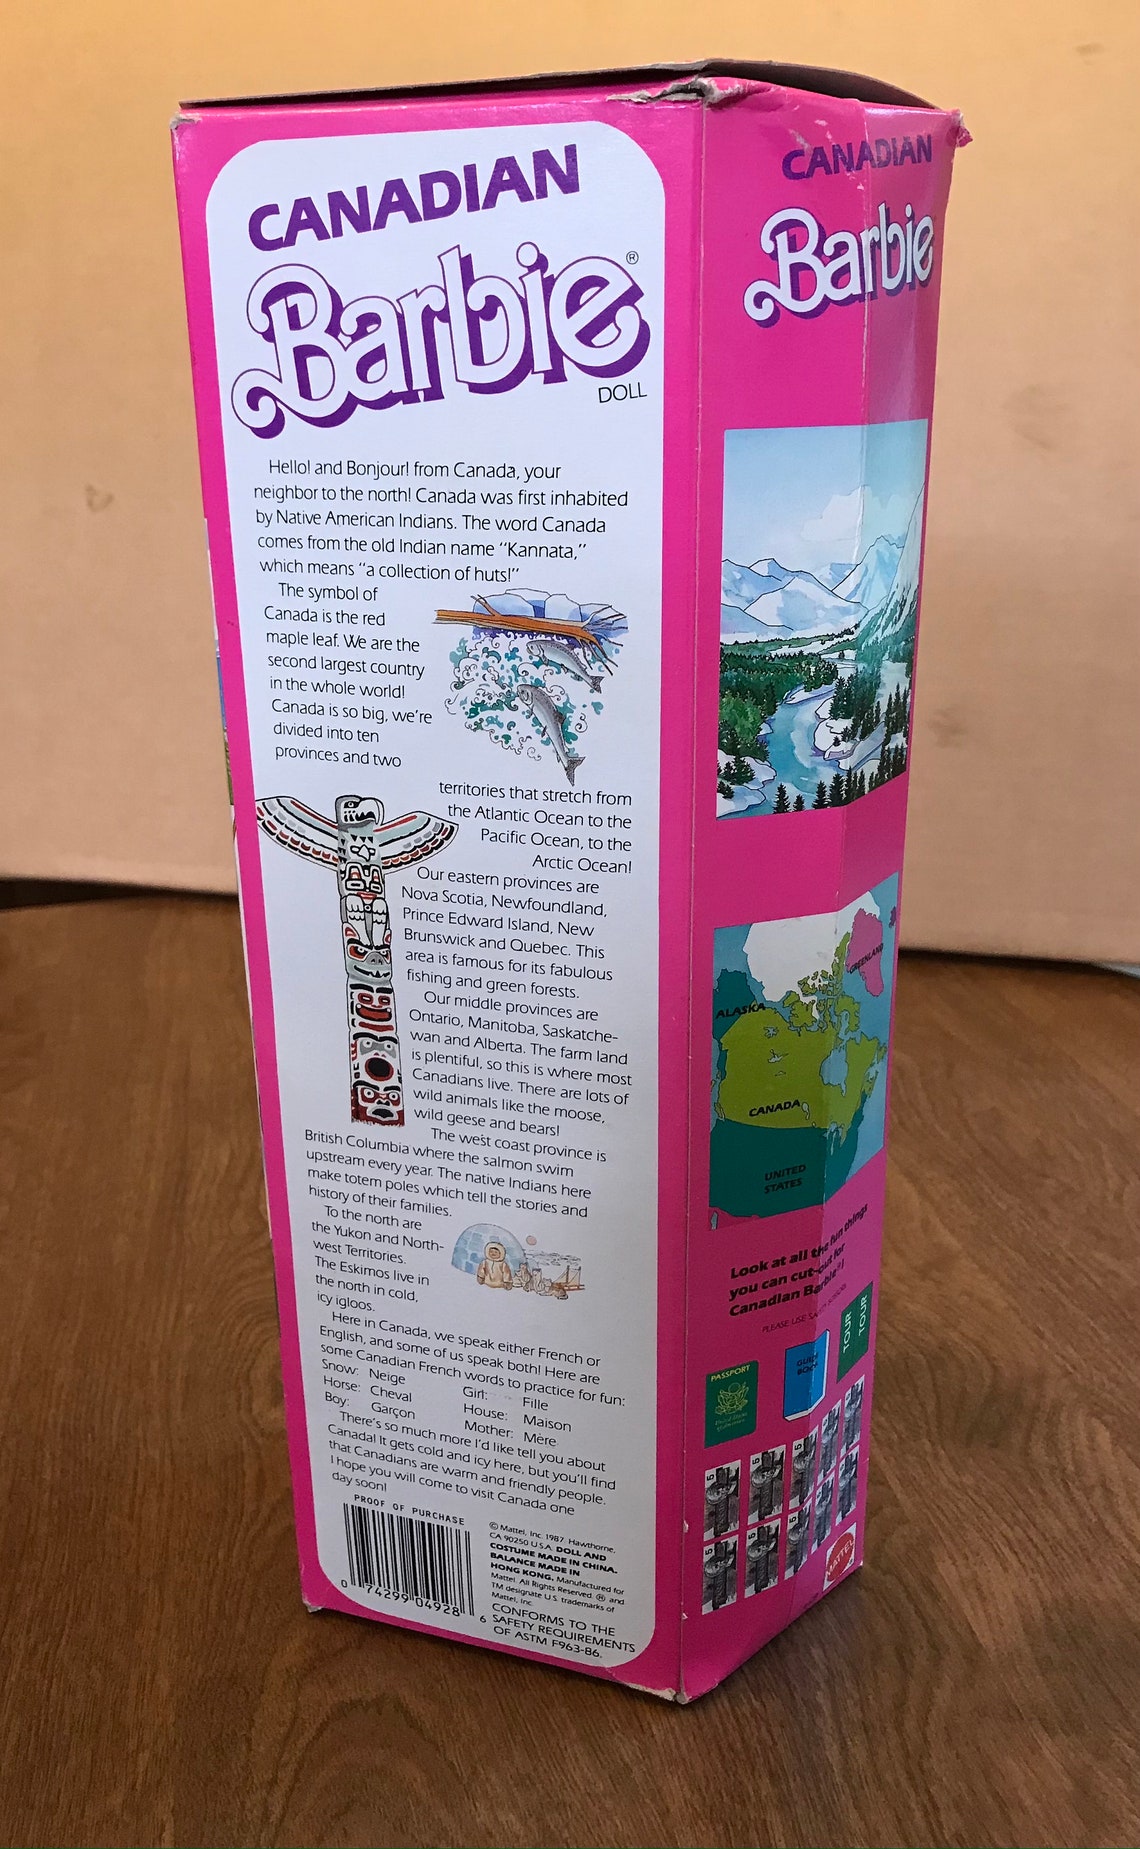 CANADIAN
Barbie®
DOLL
Hello! and Bonjour! from Canada, your
neighbor to the north! Canada was first inhabited
by Native American Indians. The word Canada
comes from the old Indian name "Kannata,"
which means "a collection of huts!"
The symbol of
Canada is the red
maple leaf. We are the
second largest country
in the whole world!
Canada is so big, we're
divided into ten
provinces and two
territories that stretch from
the Atlantic Ocean to the
Pacific Ocean, to the
Arctic Ocean!
Our eastern provinces are
Nova Scotia, Newfoundland,
Prince Edward Island, New
Brunswick and Quebec. This
area is famous for its fabulous
fishing and green forests.
Our middle provinces are
Ontario, Manitoba, Saskatche-
wan and Alberta. The farm land
is plentiful, so this is where most
Canadians live. There are lots of
wild animals like the moose,
wild geese and bears!
The west coast province is
British Columbia where the salmon swim
upstream every year. The native Indians here
make totem poles which tell the stories and
history of their families.
To the north are
the Yukon and North-
west Territories.
The Eskimos live in
the north in cold,
icy igloos.
Here in Canada, we speak either French or
English, and some of us speak both! Here are
some Canadian French words to practice for fun:
Snow: Neige Girl: Fille
Horse: Cheval House: Maison
Boy: Garçon Mother: Mère
There's so much more I'd like tell you about
Canada! It gets cold and icy here, but you'll find
that Canadians are warm and friendly people.
I hope you will come to visit Canada one
day soon!
PROOF OF PURCHASE
0 74299 04928 6
© Mattel, Inc. 1987 Hawthorne,
CA 90250 U.S.A. DOLL AND
COSTUME MADE IN CHINA.
BALANCE MADE IN
HONG KONG. Manufactured for
Mattel. All Rights Reserved. ® and
TM designate U.S. trademarks of
Mattel, Inc.
CONFORMS TO THE
SAFETY REQUIREMENTS
OF ASTM F963-86.
CANADIAN
Barbie
GREENLAND
ALASKA
CANADA
UNITED
STATES
Look at all the fun things
you can cut-out for
Canadian Barbie®!
PLEASE USE SAFETY SCISSORS
PASSPORT
GUIDE
BOOK
TOUR
TOUR
5 5 5 5 5
5 5 5
MATTEL